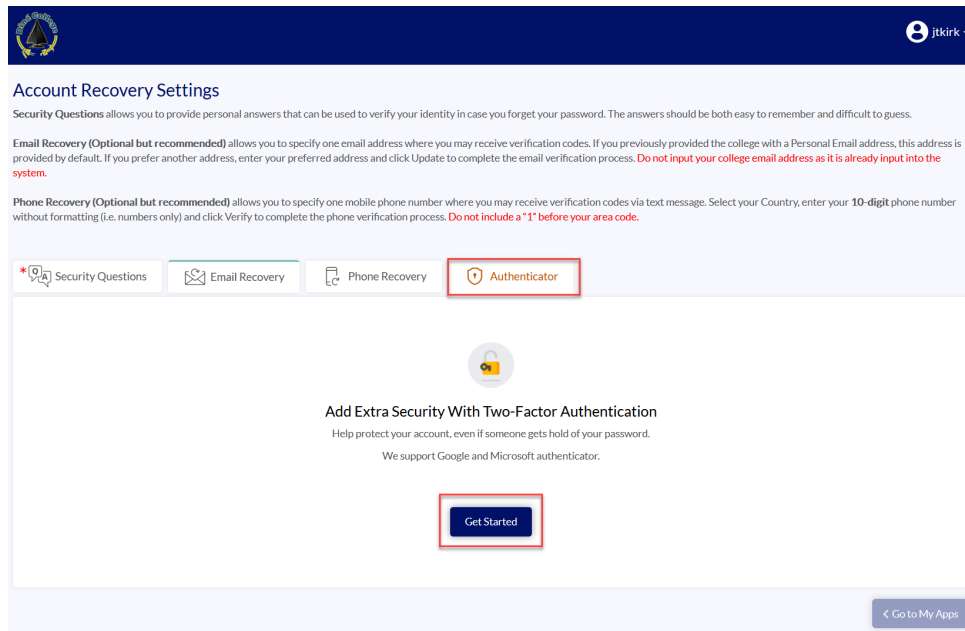 Diné College
jtkirk
Account Recovery Settings
Security Questions allows you to provide personal answers that can be used to verify your identity in case you forget your password. The answers should be both easy to remember and difficult to guess.
Email Recovery (Optional but recommended) allows you to specify one email address where you may receive verification codes. If you previously provided the college with a Personal Email address, this address is
provided by default. If you prefer another address, enter your preferred address and click Update to complete the email verification process. Do not input your college email address as it is already input into the
system.
Phone Recovery (Optional but recommended) allows you to specify one mobile phone number where you may receive verification codes via text message. Select your Country, enter your 10-digit phone number
without formatting (i.e. numbers only) and click Verify to complete the phone verification process. Do not include a "1" before your area code.
* Q A Security Questions Email Recovery Phone Recovery Authenticator
Add Extra Security With Two-Factor Authentication
Help protect your account, even if someone gets hold of your password.
We support Google and Microsoft authenticator.
Get Started
< Go to My Apps